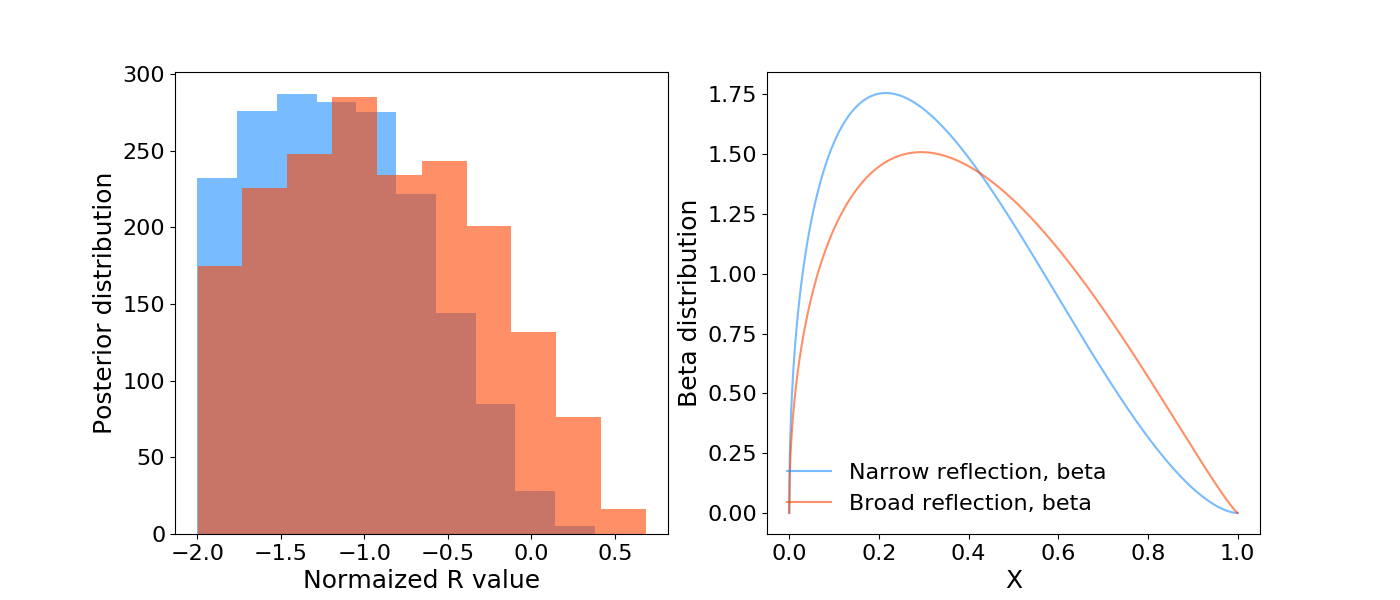 300
250
200
150
100
50
0
−2.0 −1.5 −1.0 −0.5 0.0 0.5
Normaized R value
Posterior distribution
1.75
1.50
1.25
1.00
0.75
0.50
0.25
0.00
0.0 0.2 0.4 0.6 0.8 1.0
X
Beta distribution
Narrow reflection, beta
Broad reflection, beta